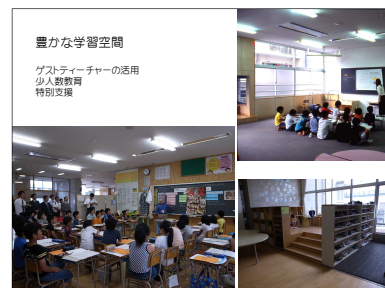 豊かな学習空間
ゲストティーチャーの活用
少人数教育
特別支援